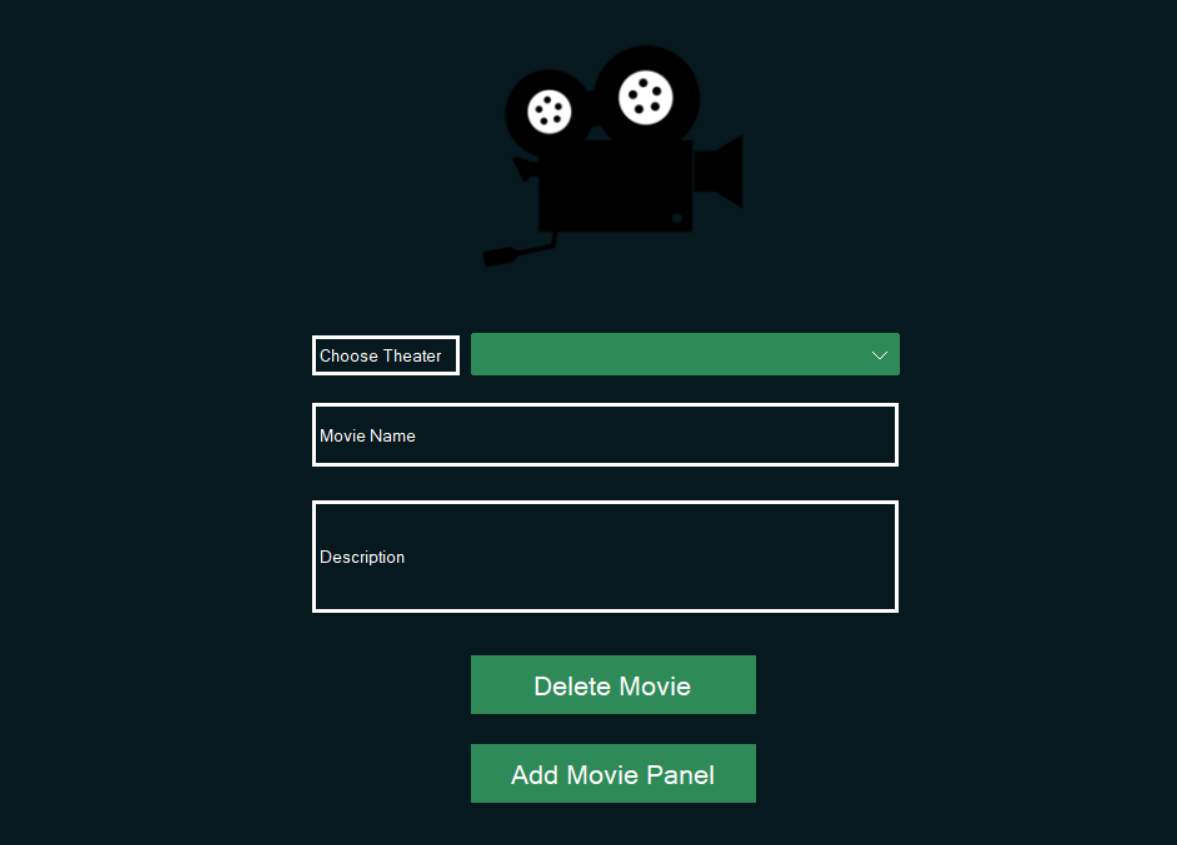 Choose Theater
Movie Name
Description
Delete Movie
Add Movie Panel